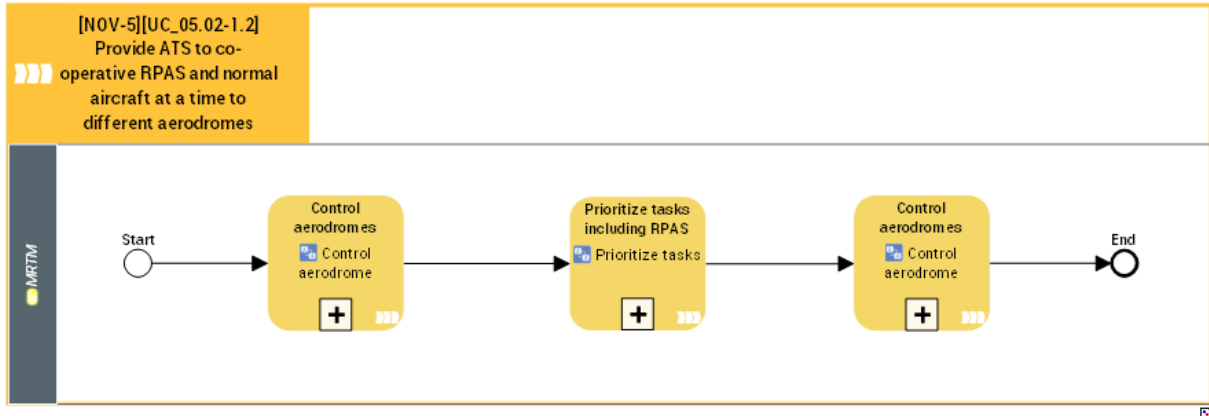 [NOV-5][UC_05.02-1.2]
Provide ATS to co-
operative RPAS and normal
aircraft at a time to
different aerodromes
MRTM
Start
Control
aerodromes
Control
aerodrome
Prioritize tasks
including RPAS
Prioritize tasks
Control
aerodromes
Control
aerodrome
End